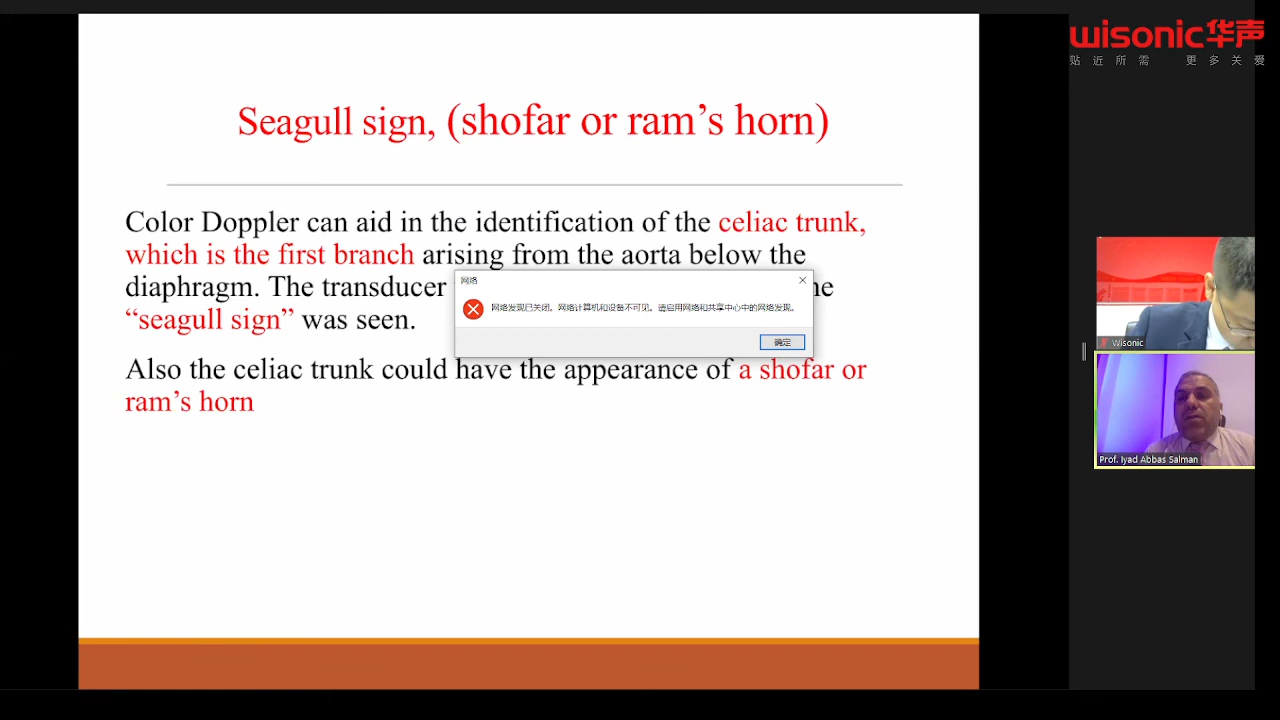 wisonic华声
贴近所需 更多关爱
Seagull sign, (shofar or ram’s horn)
Color Doppler can aid in the identification of the celiac trunk,
which is the first branch arising from the aorta below the
diaphragm. The transducer
“seagull sign” was seen.
网络
网络发现已关闭。网络计算机和设备不可见。请启用网络和共享中心中的网络发现。
确定
Also the celiac trunk could have the appearance of a shofar or
ram’s horn
Wisonic
Prof. Iyad Abbas Salman